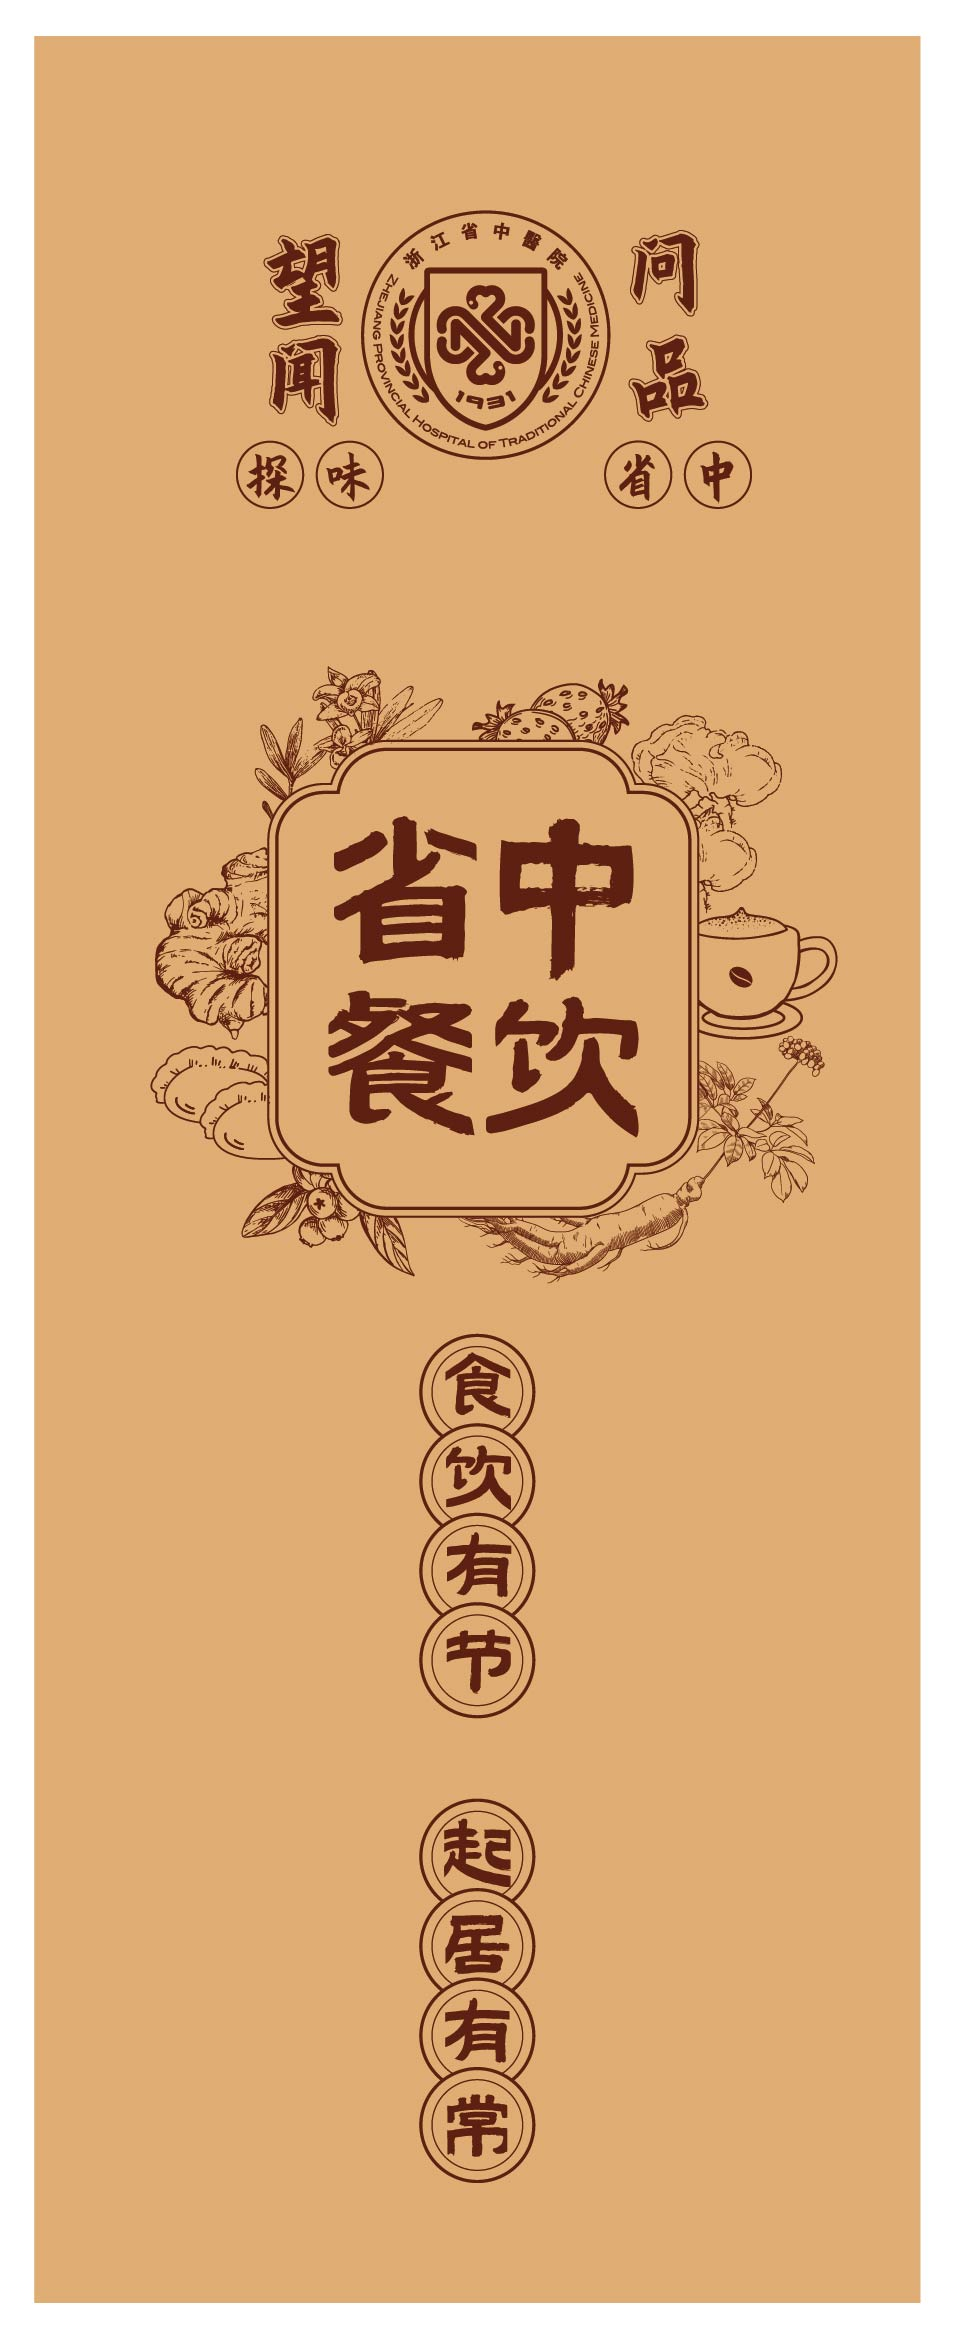 望闻
问品
浙江省中醫院
ZHEJIANG PROVINCIAL HOSPITAL OF TRADITIONAL CHINESE MEDICINE
1931
探味
省中
省中
餐饮
食饮有节
起居有常